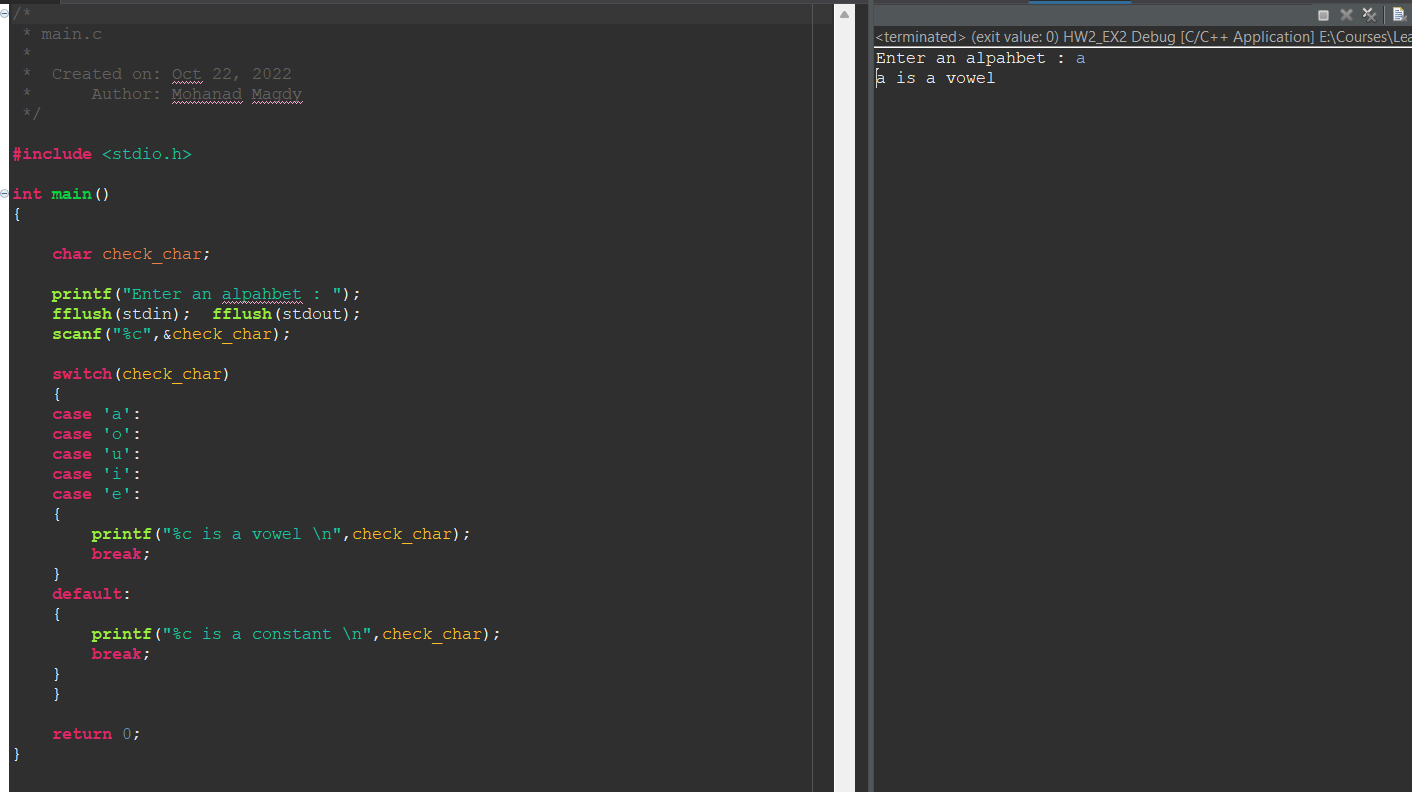 /*
 * main.c
 *
 *  Created on: Oct 22, 2022
 *      Author: Mohanad Magdy
 */

#include <stdio.h>

int main()
{

    char check_char;

    printf("Enter an alpahbet : ");
    fflush(stdin);  fflush(stdout);
    scanf("%c",&check_char);

    switch(check_char)
    {
    case 'a':
    case 'o':
    case 'u':
    case 'i':
    case 'e':
    {
        printf("%c is a vowel \n",check_char);
        break;
    }
    default:
    {
        printf("%c is a constant \n",check_char);
        break;
    }
    }

    return 0;
}
<terminated> (exit value: 0) HW2_EX2 Debug [C/C++ Application] E:\Courses\Lea
Enter an alpahbet : a
a is a vowel